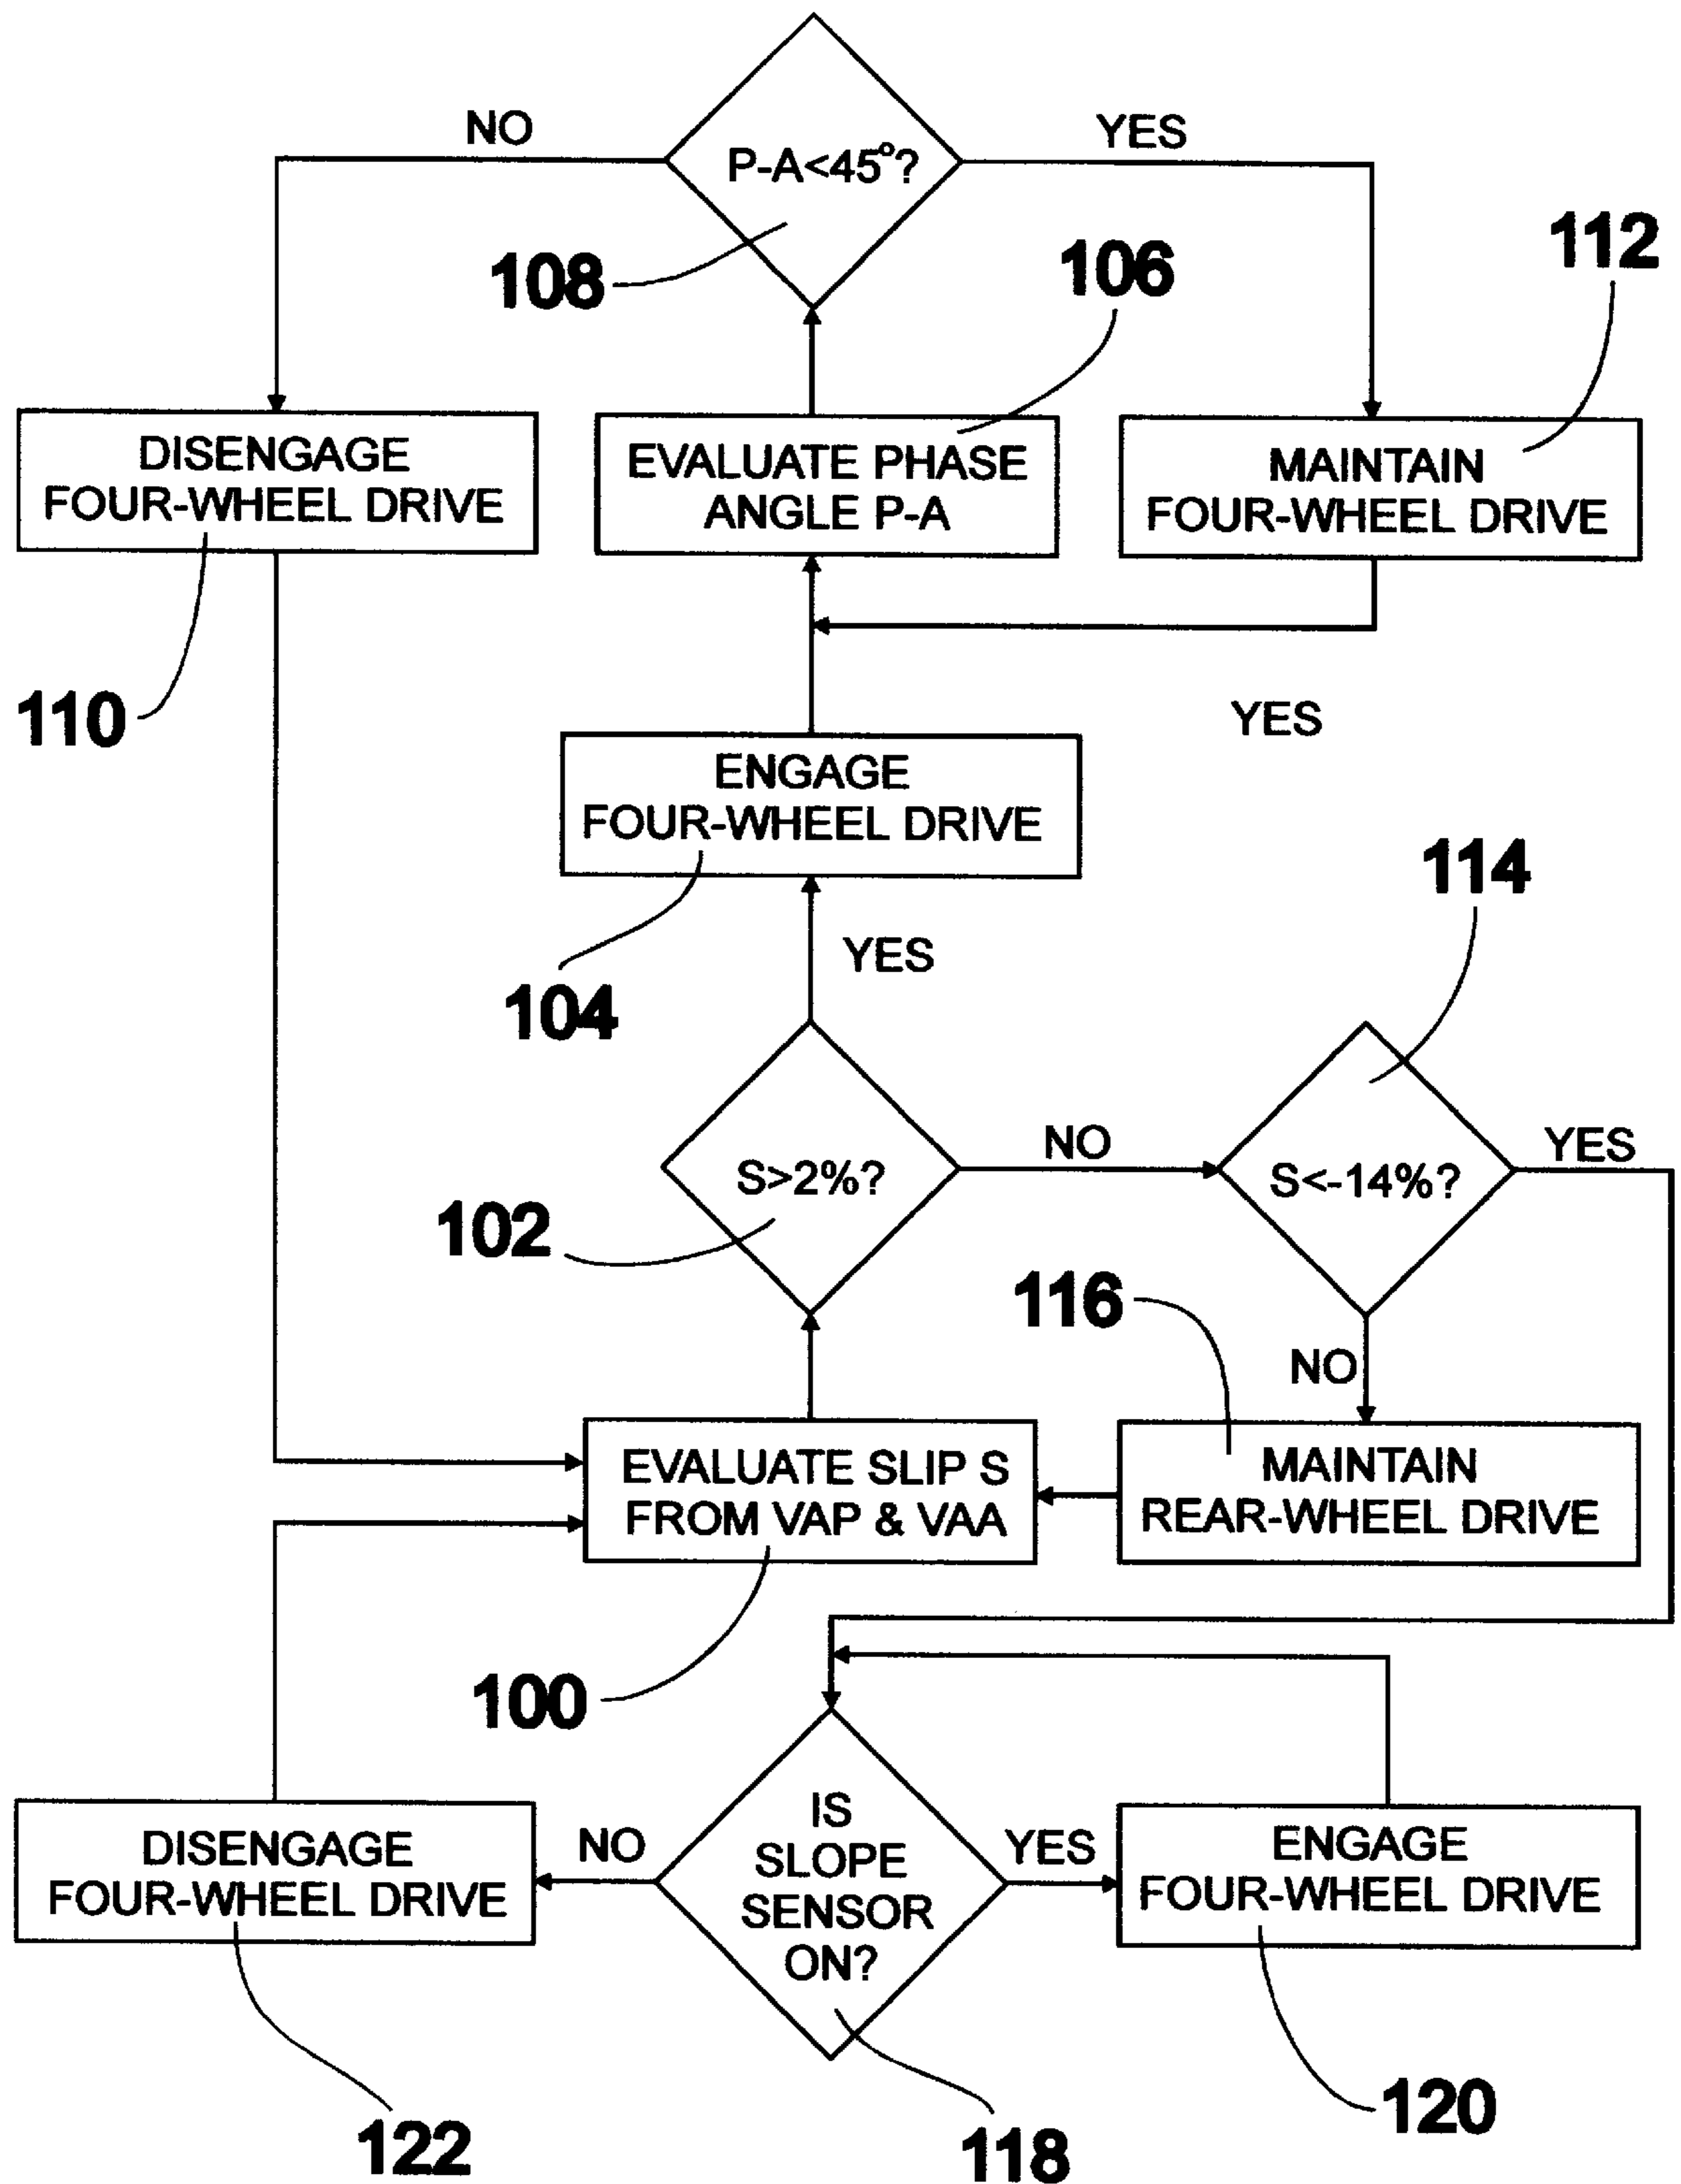 NO
YES
P-A<45°?
108
106
112
DISENGAGE
FOUR-WHEEL DRIVE
EVALUATE PHASE
ANGLE P-A
MAINTAIN
FOUR-WHEEL DRIVE
110
YES
ENGAGE
FOUR-WHEEL DRIVE
114
YES
104
S>2%?
NO
S<-14%?
YES
102
116
NO
EVALUATE SLIP S
FROM VAP & VAA
MAINTAIN
REAR-WHEEL DRIVE
100
DISENGAGE
FOUR-WHEEL DRIVE
NO
IS
SLOPE
SENSOR
ON?
YES
ENGAGE
FOUR-WHEEL DRIVE
122
118
120